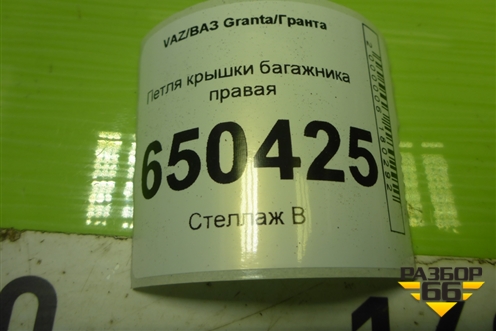 VAZ/ВАЗ Granta/Гранта
Петля крышки багажника
правая
650425
Стеллаж В
РАЗБОР
66